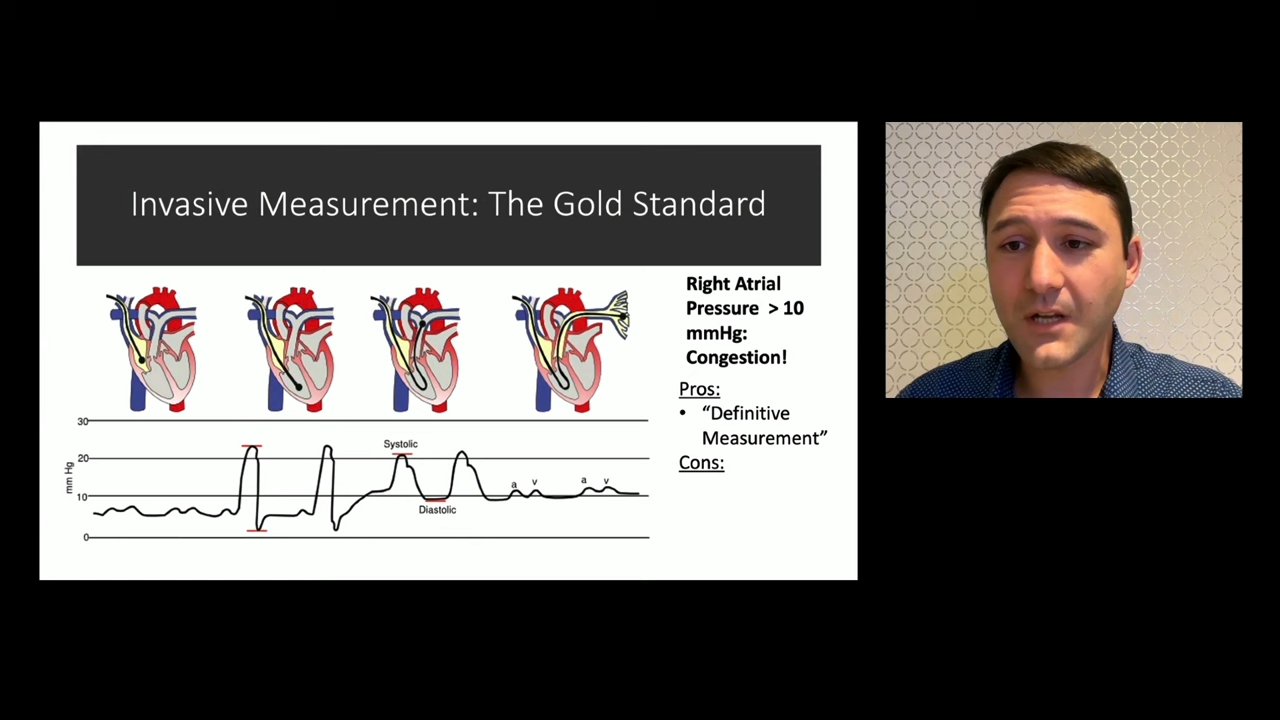 Invasive Measurement: The Gold Standard
Right Atrial
Pressure > 10
mmHg:
Congestion!
Pros:
• “Definitive
Measurement”
Cons:
30
20
10
0
mm Hg
Systolic
Diastolic
a v
a v